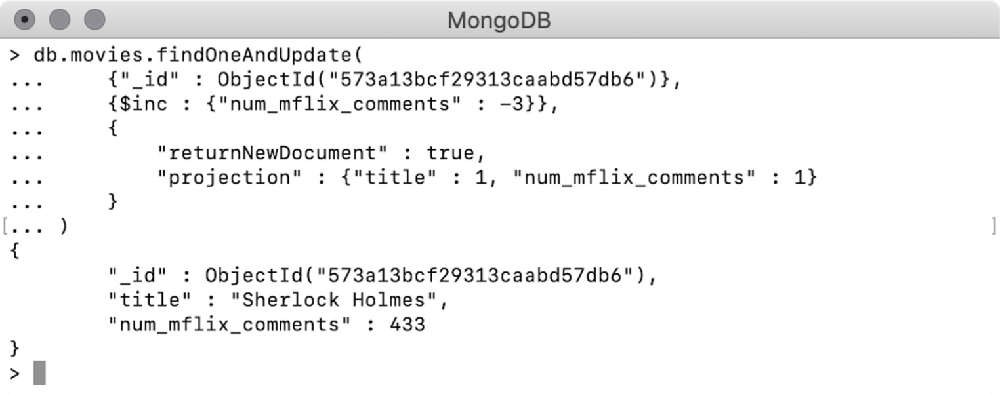 MongoDB
> db.movies.findOneAndUpdate(
...     {"_id" : ObjectId("573a13bcf29313caabd57db6")},
...     {$inc : {"num_mflix_comments" : -3}},
...     {
...         "returnNewDocument" : true,
...         "projection" : {"title" : 1, "num_mflix_comments" : 1}
...     }
[... ) ]
{
        "_id" : ObjectId("573a13bcf29313caabd57db6"),
        "title" : "Sherlock Holmes",
        "num_mflix_comments" : 433
}
>